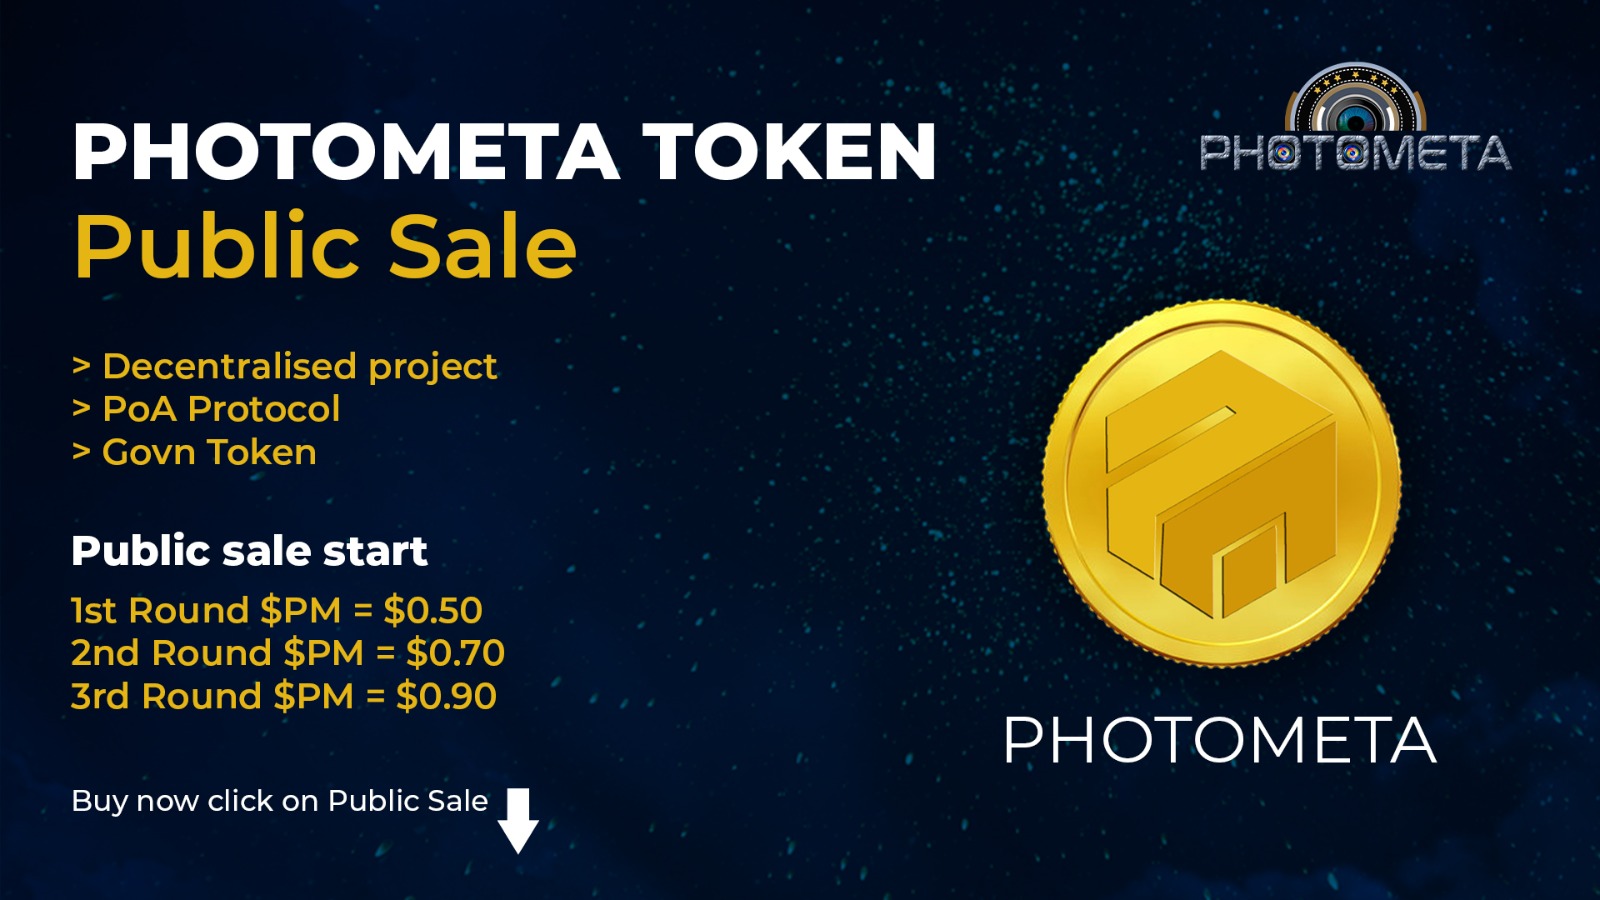 PHOTOMETA TOKEN
Public Sale
> Decentralised project
> PoA Protocol
> Govn Token
Public sale start
1st Round $PM = $0.50
2nd Round $PM = $0.70
3rd Round $PM = $0.90
Buy now click on Public Sale
PHOTOMETA
PHOTOMETA